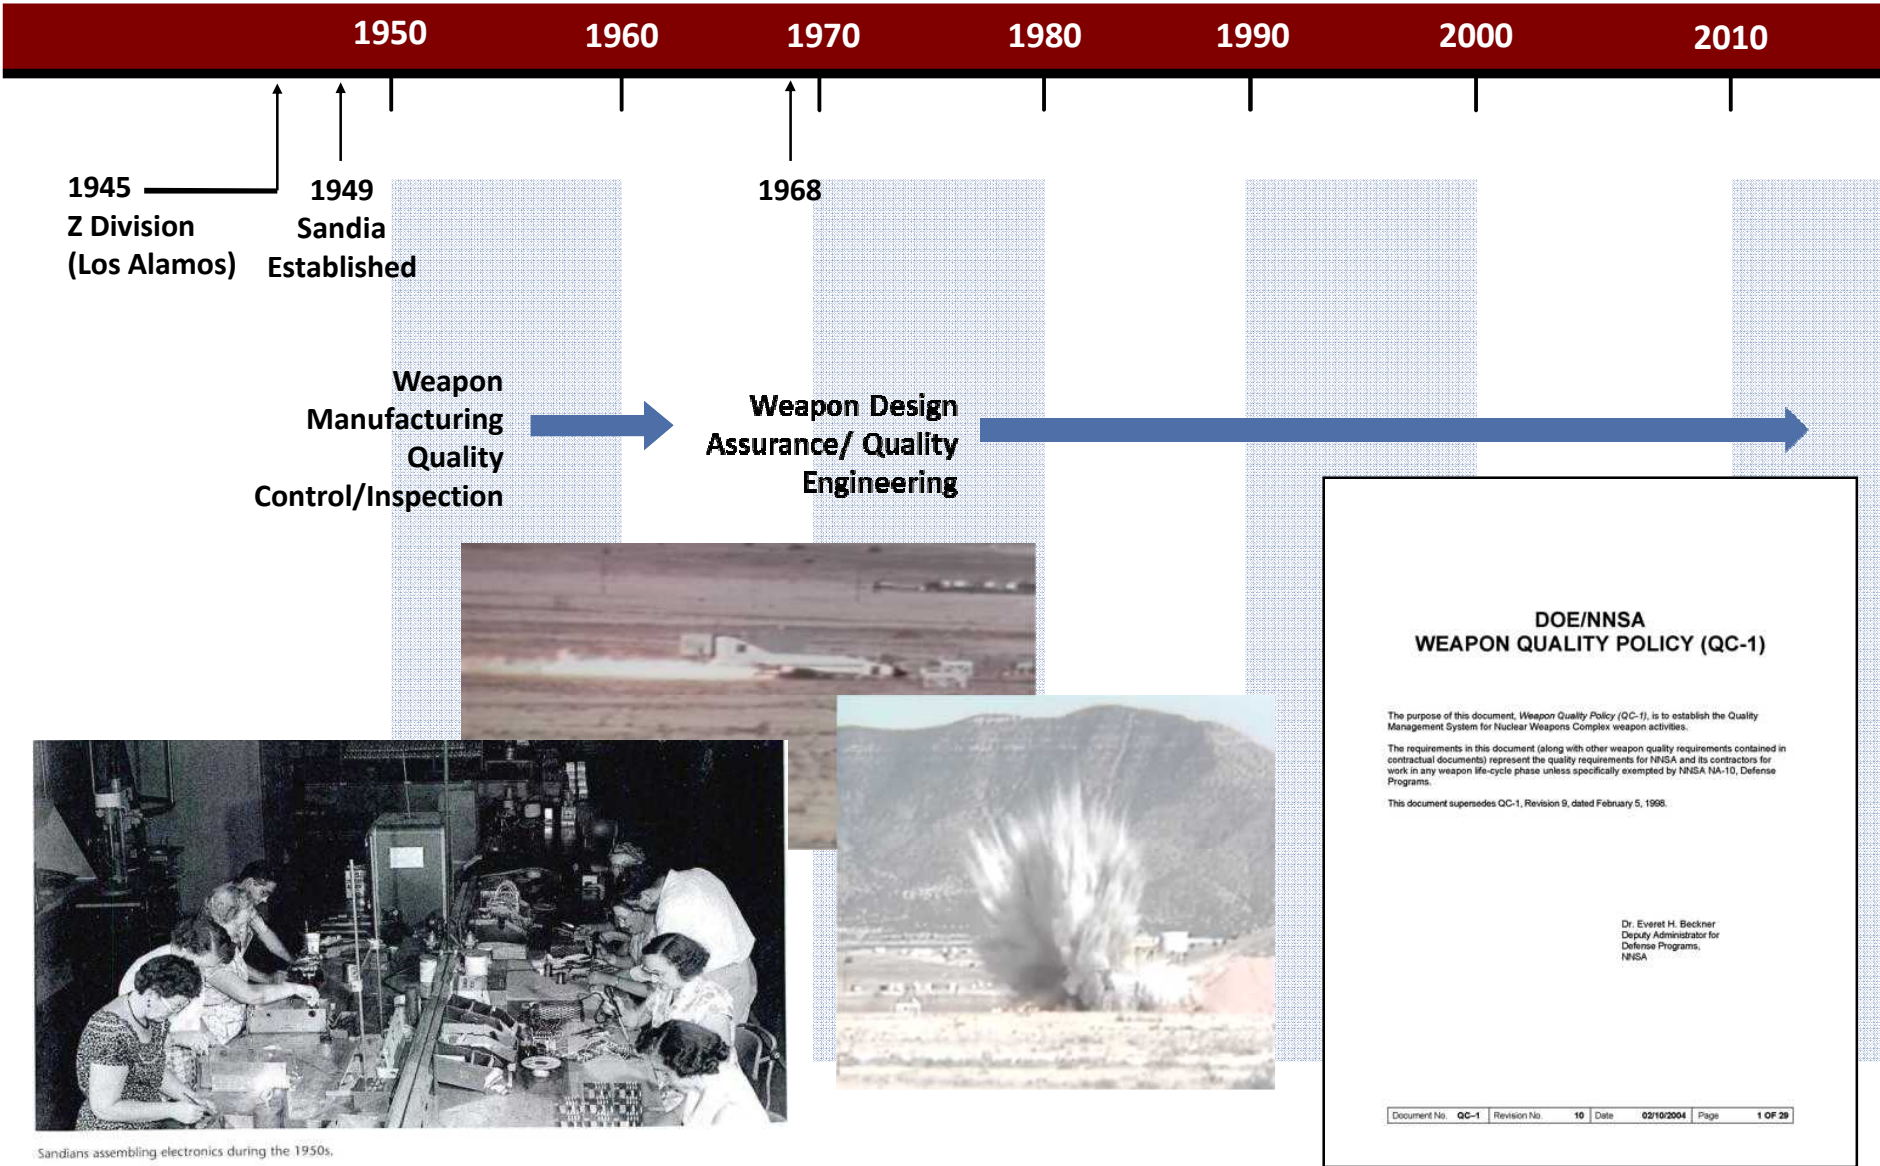 1950 1960 1970 1980 1990 2000 2010
1945
Z Division
(Los Alamos)
1949
Sandia
Established
1968
Weapon
Manufacturing
Quality
Control/Inspection
Weapon Design
Assurance/ Quality
Engineering
DOE/NNSA
WEAPON QUALITY POLICY (QC-1)
The purpose of this document, Weapon Quality Policy (QC-1), is to establish the Quality
Management System for Nuclear Weapons Complex weapon activities.
The requirements in this document (along with other weapon quality requirements contained in
contractual documents) represent the quality requirements for NNSA and its contractors for
work in any weapon life-cycle phase unless specifically exempted by NNSA NA-10, Defense
Programs.
This document supersedes QC-1, Revision 9, dated February 5, 1998.
Dr. Everet H. Beckner
Deputy Administrator for
Defense Programs,
NNSA
Document No. QC-1 Revision No. 10 Date 02/10/2004 Page 1 OF 29
Sandians assembling electronics during the 1950s.